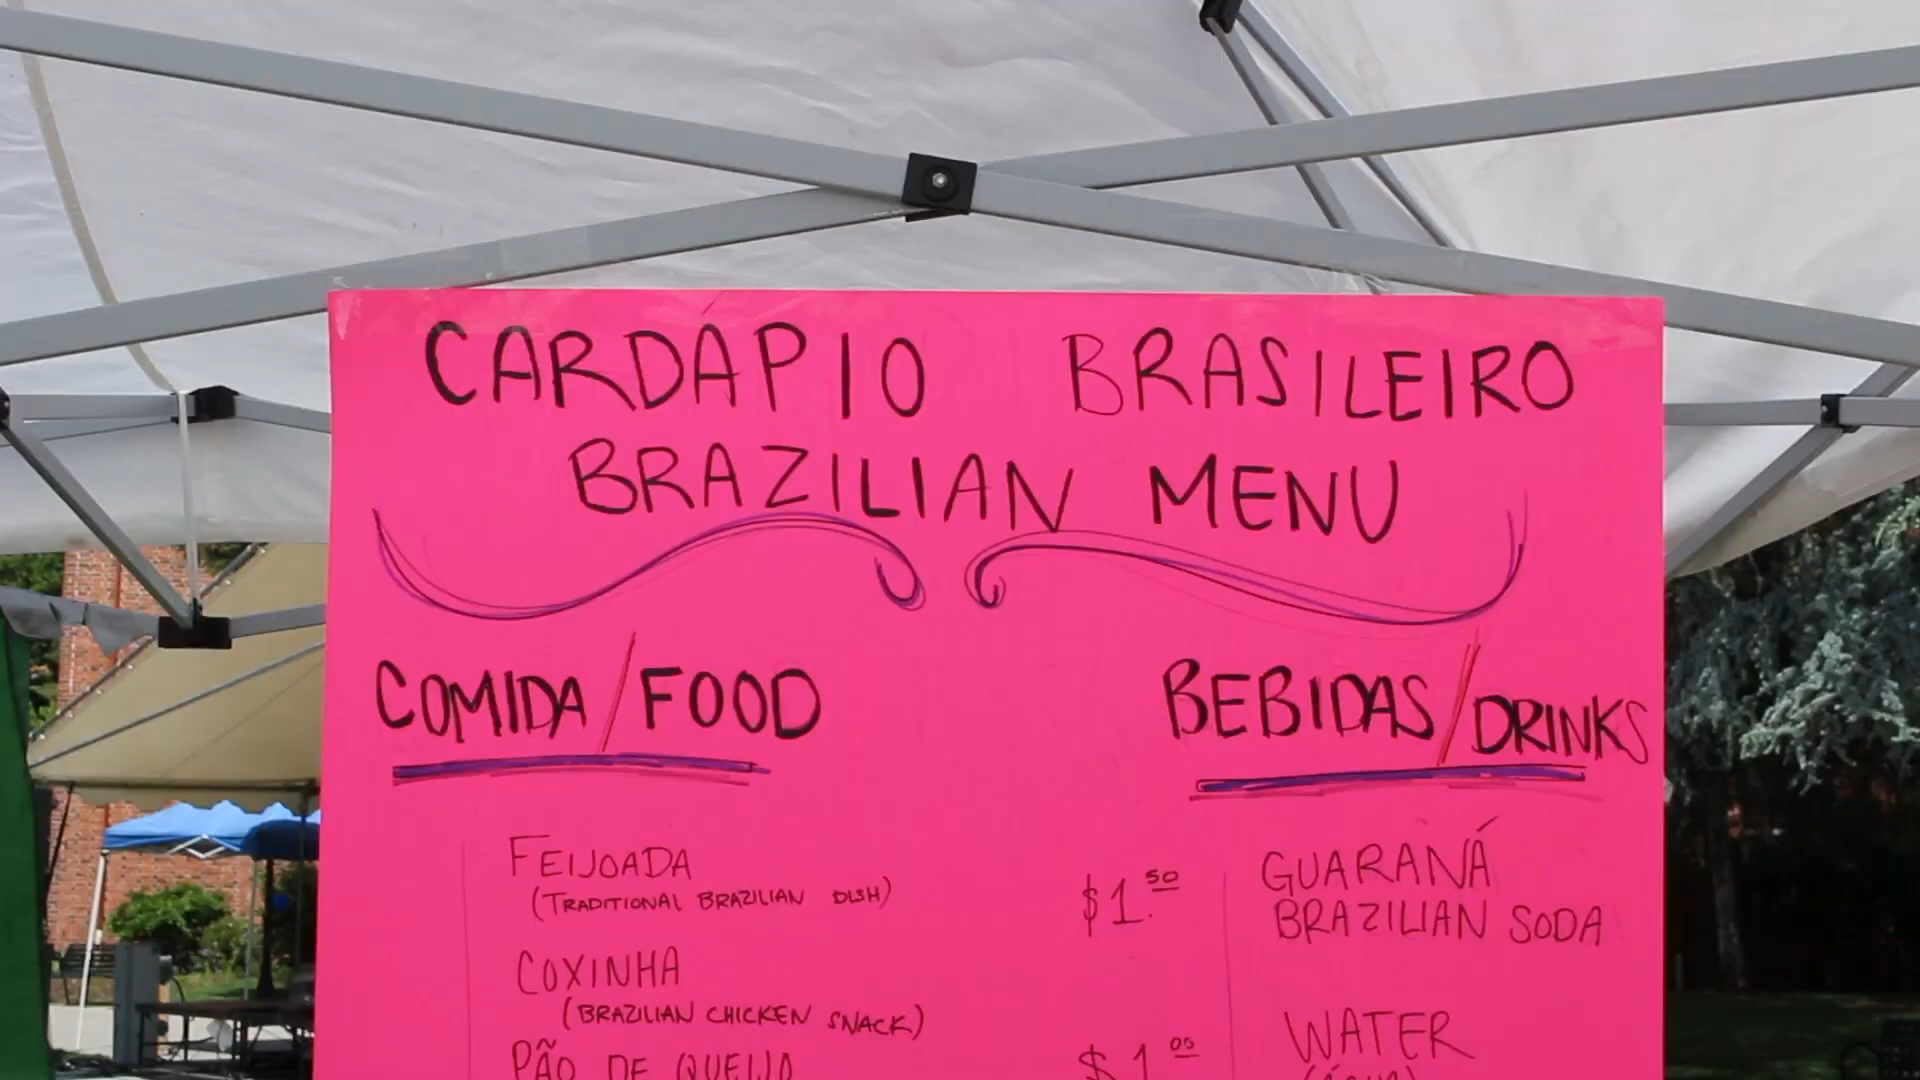 CARDÁPIO BRASILEIRO
BRAZILIAN MENU
COMIDA/FOOD
FEIJOADA
(TRADITIONAL BRAZILIAN DISH)
COXINHA
(BRAZILIAN CHICKEN SNACK)
PÃO DE QUEIJO
BEBIDAS/DRINKS
$1.50 GUARANÁ
BRAZILIAN SODA
$1.00 WATER
(ÁGUA)